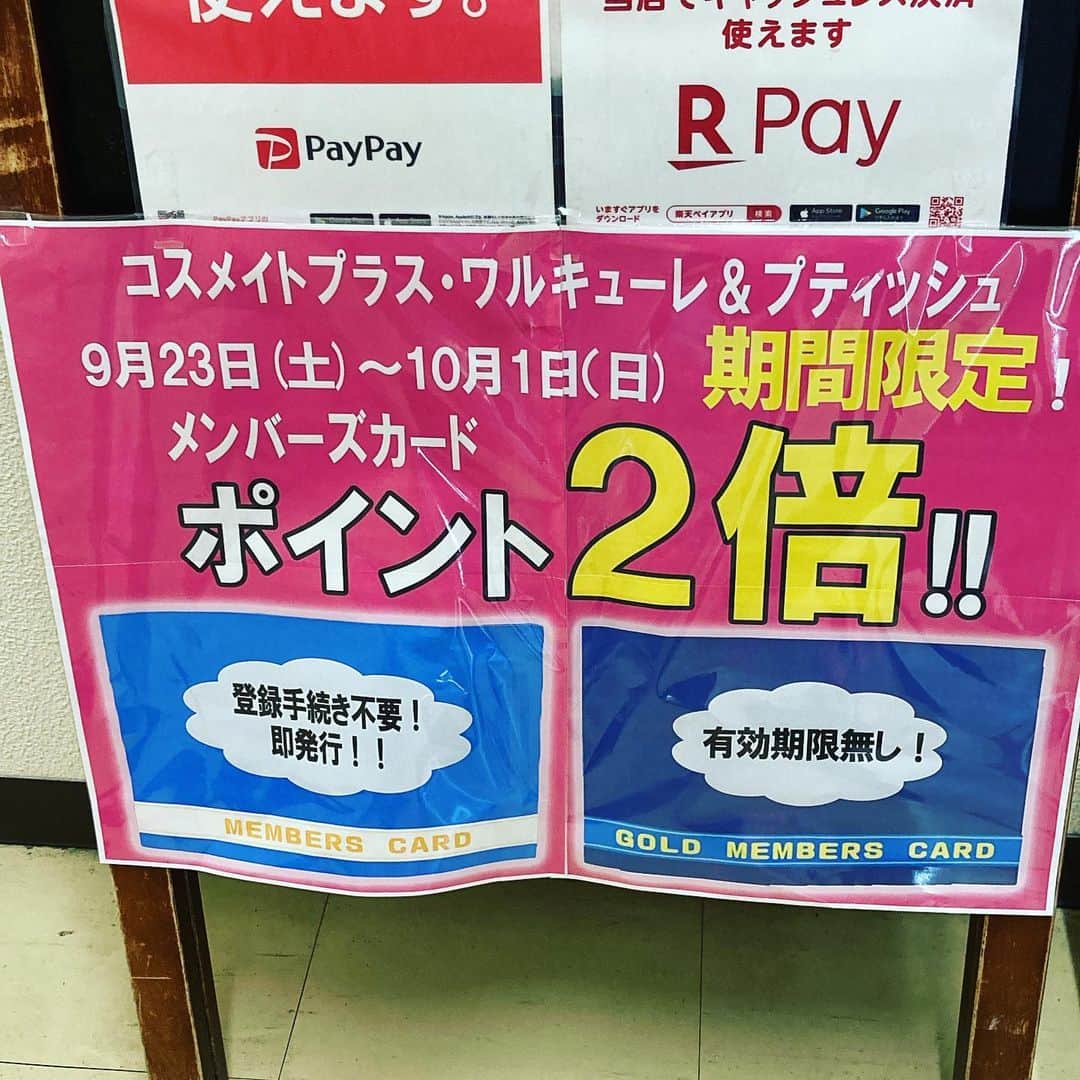 使えます。
PayPay
当店でキャッシュレス決済
使えます
R Pay
いますぐアプリを
ダウンロード
楽天ペイアプリ 検索
App Store
Google Play
コスメイトプラス・ワルキューレ&プティッシュ
9月23日(土)~10月1日(日) 期間限定!
メンバーズカード
ポイント2倍!!
登録手続き不要!
即発行!!
MEMBERS CARD
有効期限無し!
GOLD MEMBERS CARD